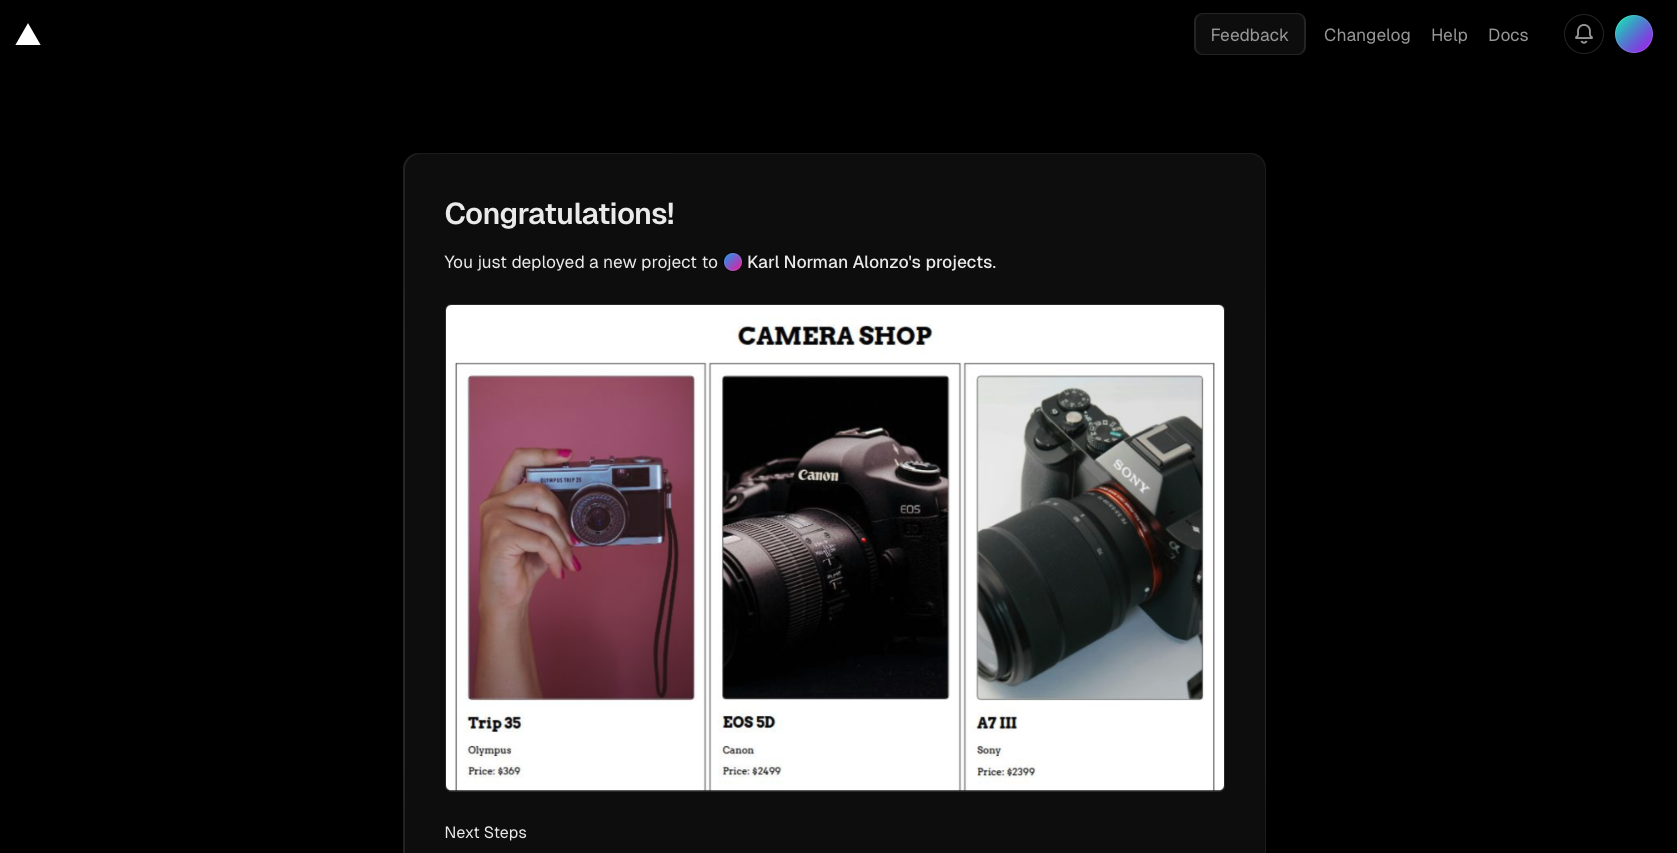 Feedback
Changelog
Help
Docs
Congratulations!
You just deployed a new project to Karl Norman Alonzo's projects.
CAMERA SHOP
OLYMPUS TRIP 35
Canon
EOS
5D
SONY
Trip 35
Olympus
Price: $369
EOS 5D
Canon
Price: $2499
A7 III
Sony
Price: $2399
Next Steps